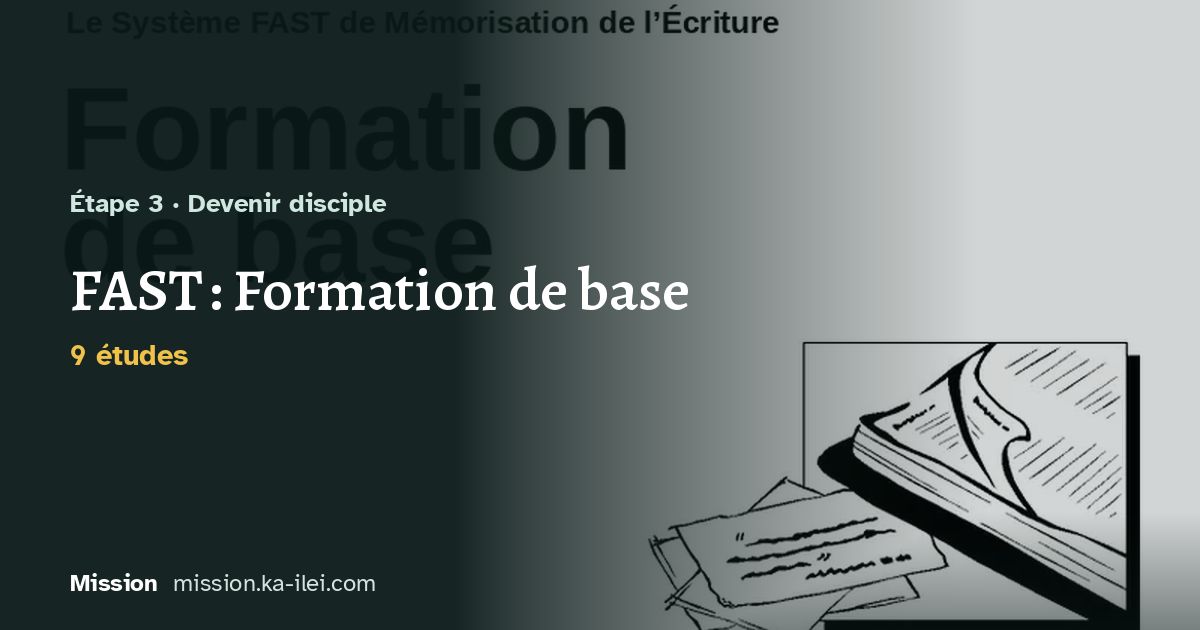 Le Système FAST de Mémorisation de l’Écriture
Formation
de base
Étape 3 · Devenir disciple
FAST : Formation de base
9 études
Mission mission.ka-ilei.com